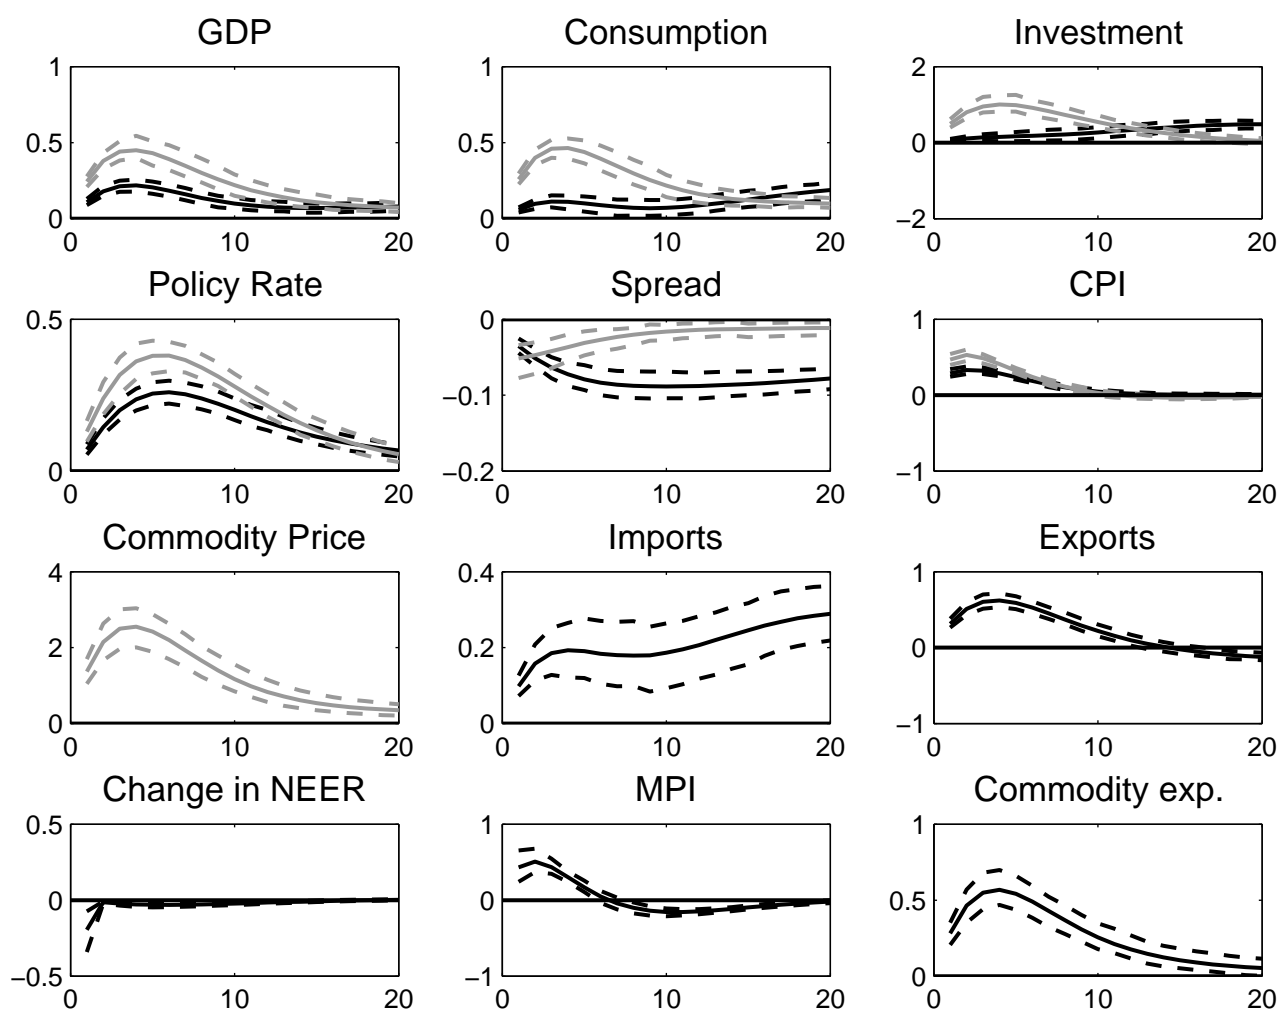 GDP Consumption Investment
1 1 2
0.5 0.5 0
0 0 −2
0 10 20 0 10 20 0 10 20
Policy Rate Spread CPI
0.5 0 1
−0.1 0
0 −0.2 −1
0 10 20 0 10 20 0 10 20
Commodity Price Imports Exports
4 0.4 1
2 0.2 0
0 0 −1
0 10 20 0 10 20 0 10 20
Change in NEER MPI Commodity exp.
0.5 1 1
0 0 0.5
−0.5 −1 0
0 10 20 0 10 20 0 10 20